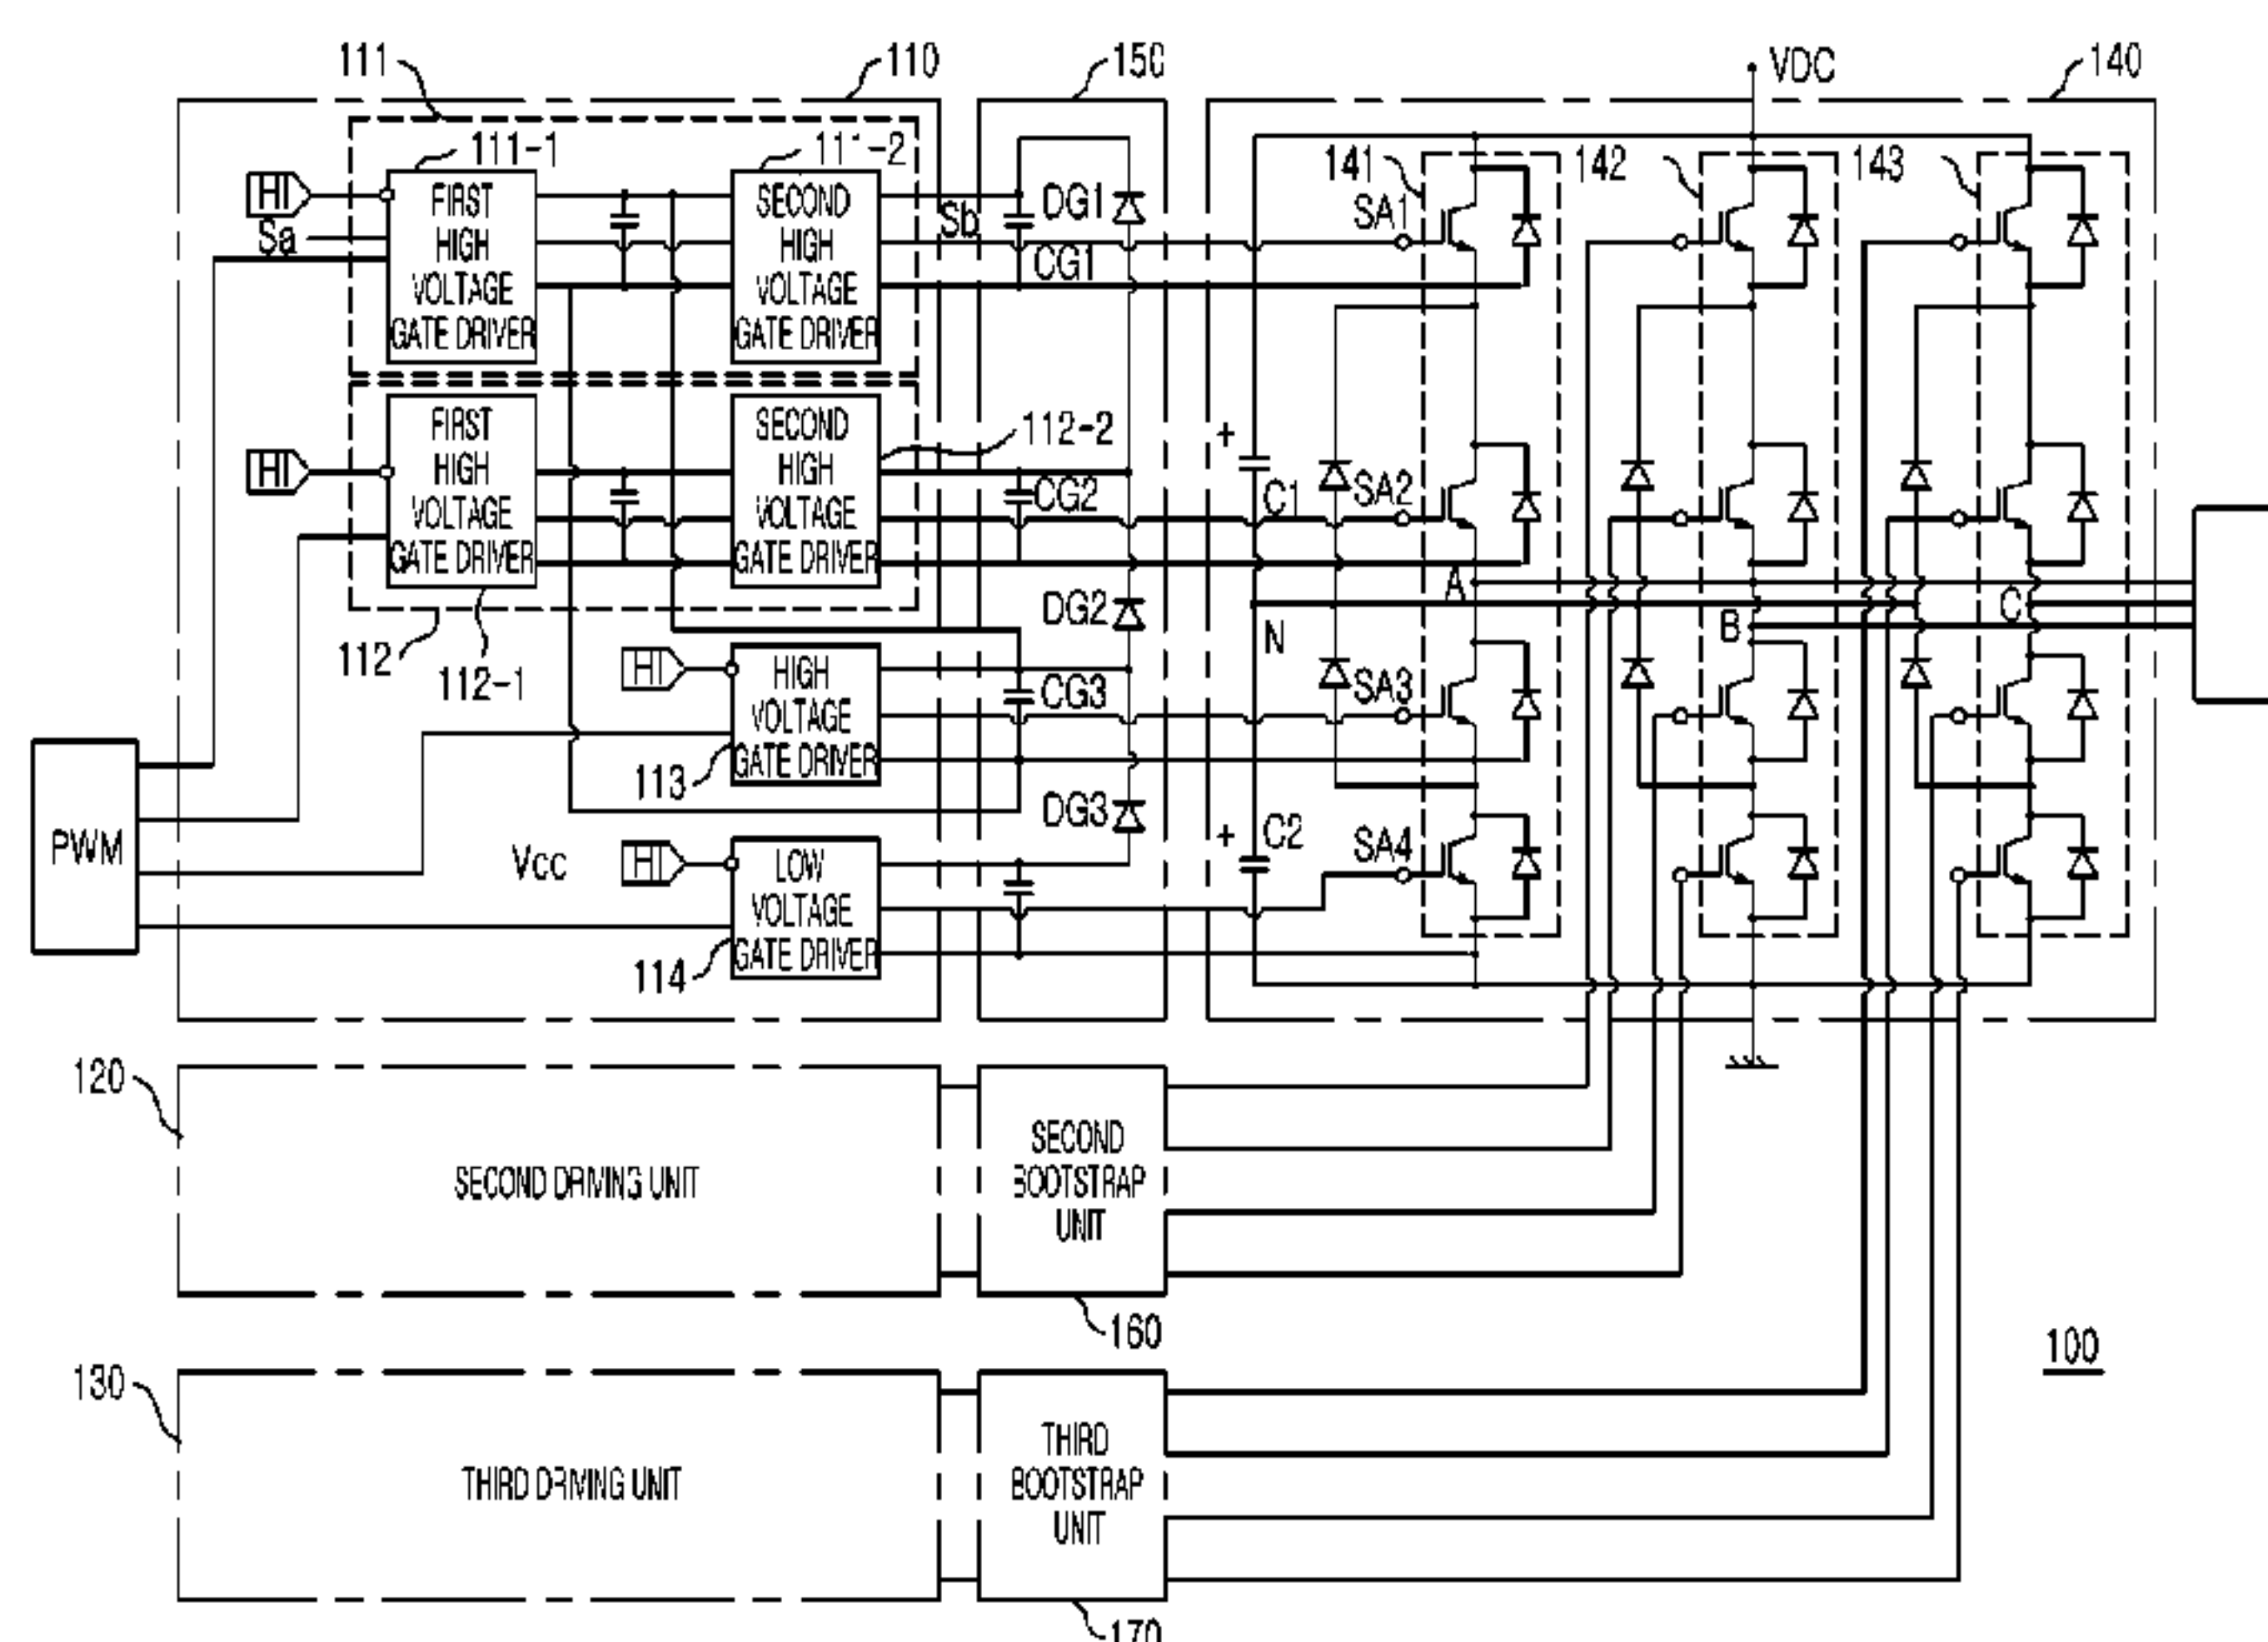 111
110
150
VDC
140
111-1
111-2
141
142
143
HI
Sa
FIRST
HIGH
VOLTAGE
GATE DRIVER
SECOND
HIGH
VOLTAGE
GATE DRIVER
Sb
DG1
CG1
SA1
HI
FIRST
HIGH
VOLTAGE
GATE DRIVER
SECOND
HIGH
VOLTAGE
GATE DRIVER
112-2
CG2
DG2
+
C1
SA2
A
N
B
C
112
112-1
HI
HIGH
VOLTAGE
GATE DRIVER
113
CG3
SA3
DG3
PWM
Vcc
HI
LOW
VOLTAGE
GATE DRIVER
114
+
C2
SA4
120
SECOND DRIVING UNIT
SECOND
BOOTSTRAP
UNIT
160
130
THIRD DRIVING UNIT
THIRD
BOOTSTRAP
UNIT
170
100